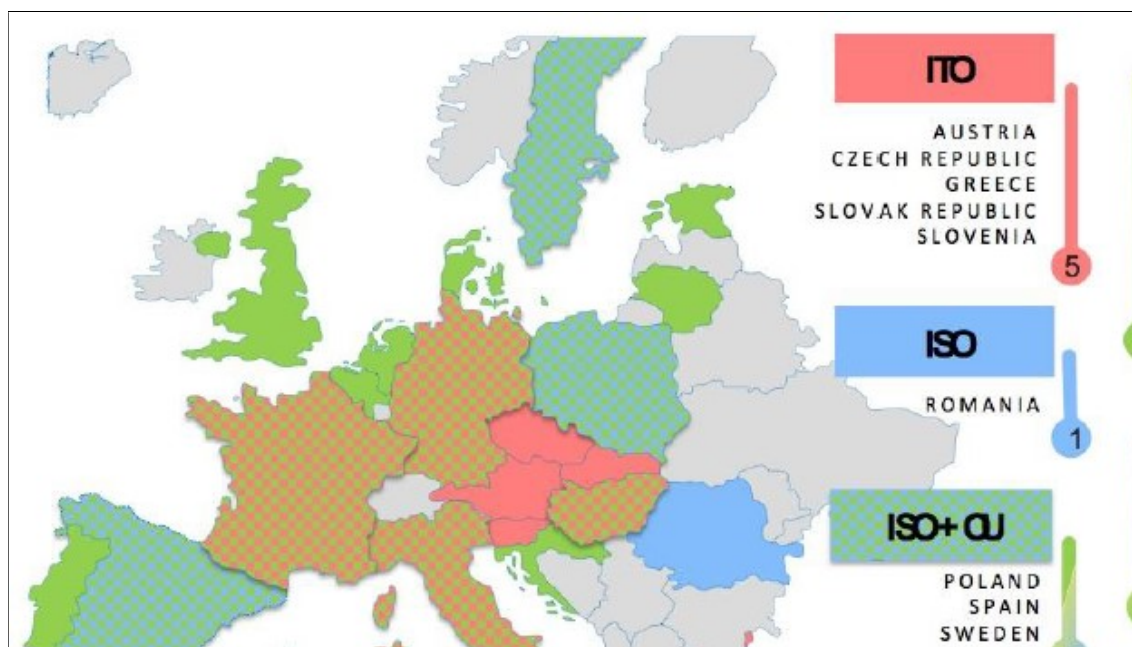 ITO
AUSTRIA
CZECH REPUBLIC
GREECE
SLOVAK REPUBLIC
SLOVENIA
5
ISO
ROMANIA
1
ISO+OU
POLAND
SPAIN
SWEDEN